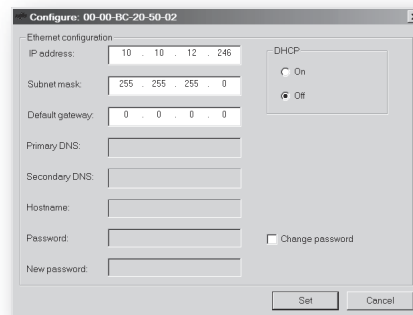 Configure: 00-00-BC-20-50-02
Ethernet configuration
IP address: 10 . 10 . 12 . 246
DHCP
On
Subnet mask: 255 . 255 . 255 . 0
Off
Default gateway: 0 . 0 . 0 . 0
Primary DNS:
Secondary DNS:
Hostname:
Password:
Change password
New password:
Set Cancel